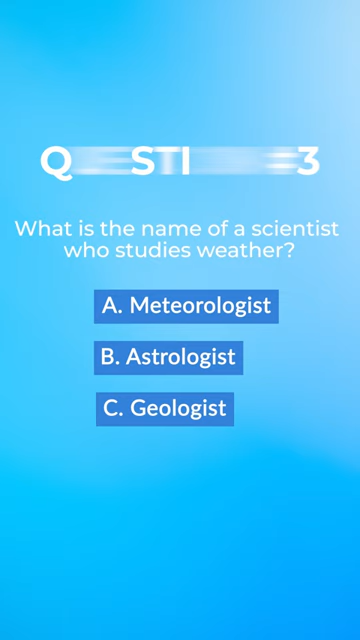 Q STI 3
What is the name of a scientist
who studies weather?
A. Meteorologist
B. Astrologist
C. Geologist